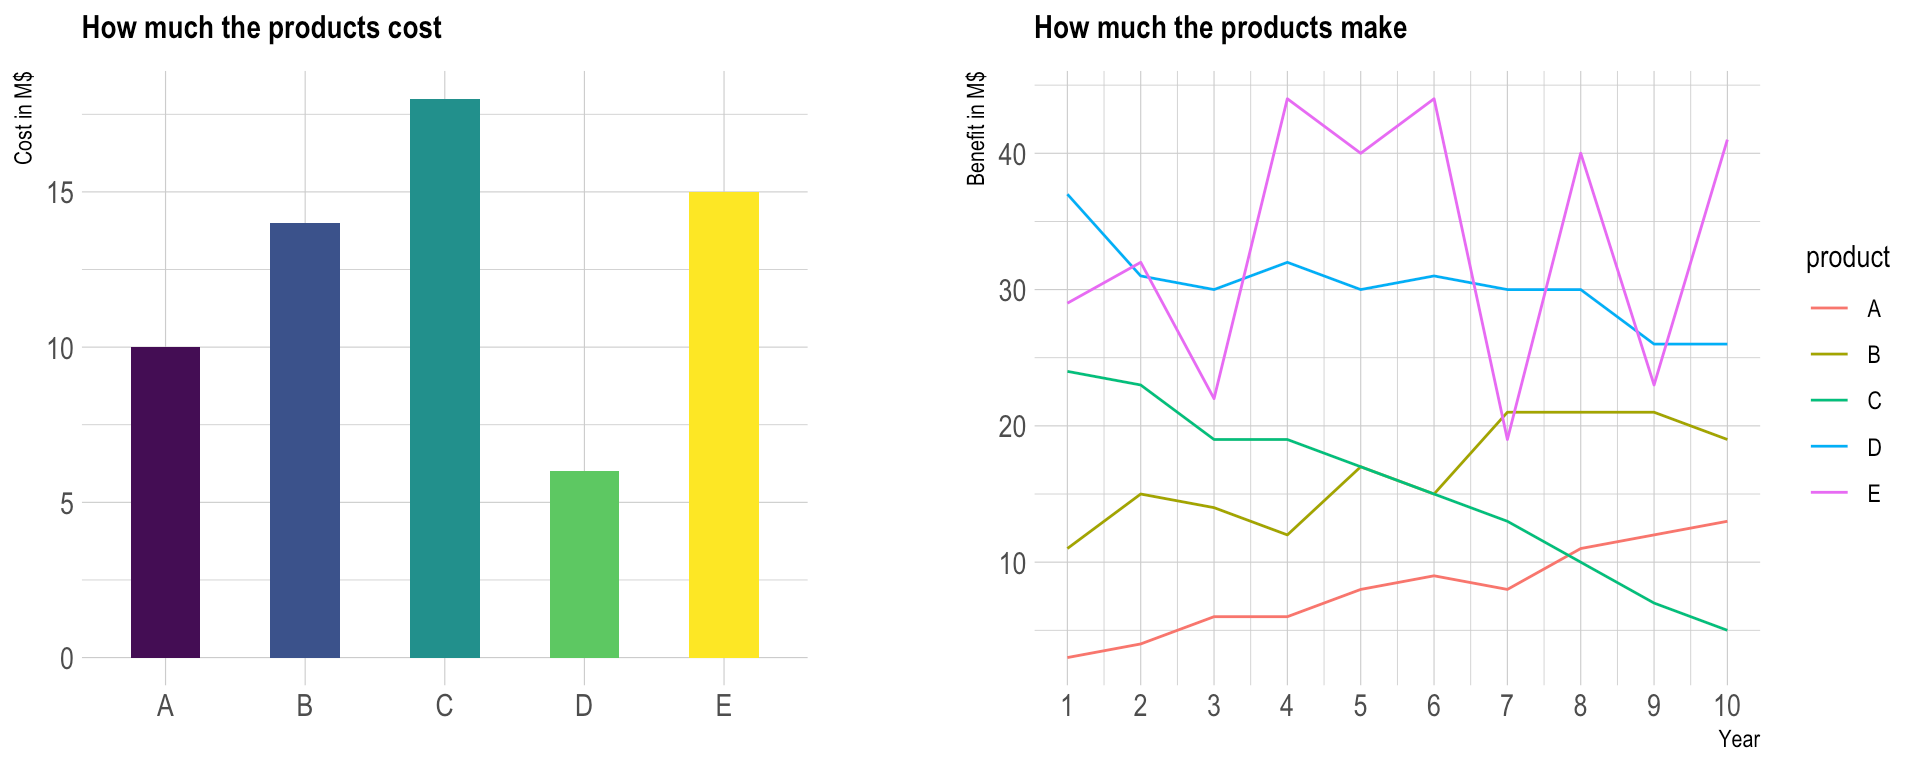 How much the products cost
Cost in M$
15
10
5
0
A
B
C
D
E
How much the products make
Benefit in M$
40
30
20
10
1
2
3
4
5
6
7
8
9
10
Year
product
A
B
C
D
E